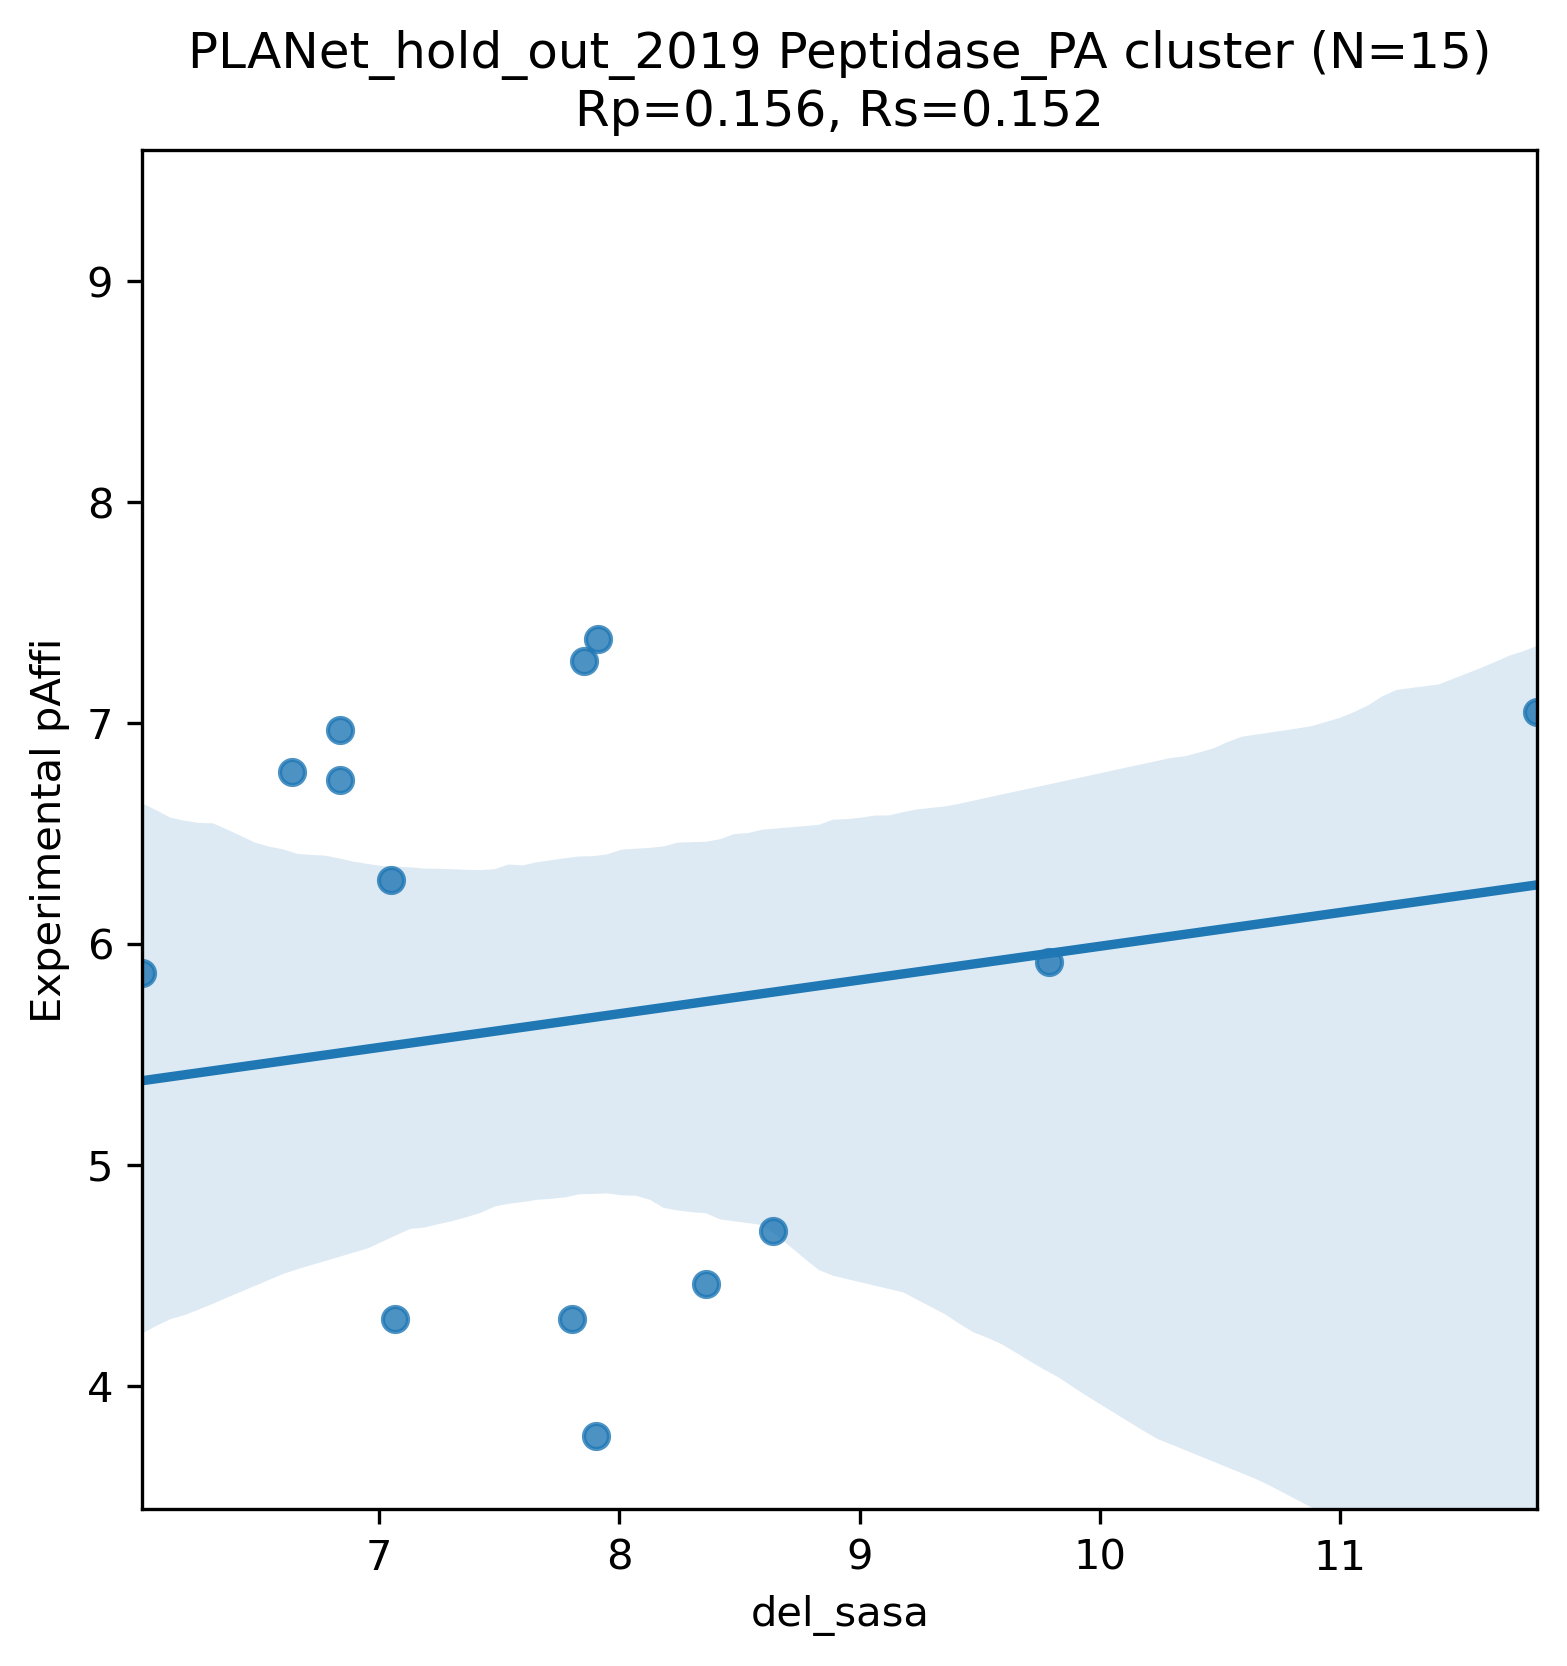 PLANet_hold_out_2019 Peptidase_PA cluster (N=15)
Rp=0.156, Rs=0.152
9
8
7
6
5
4
Experimental pAffi
7
8
9
10
11
del_sasa